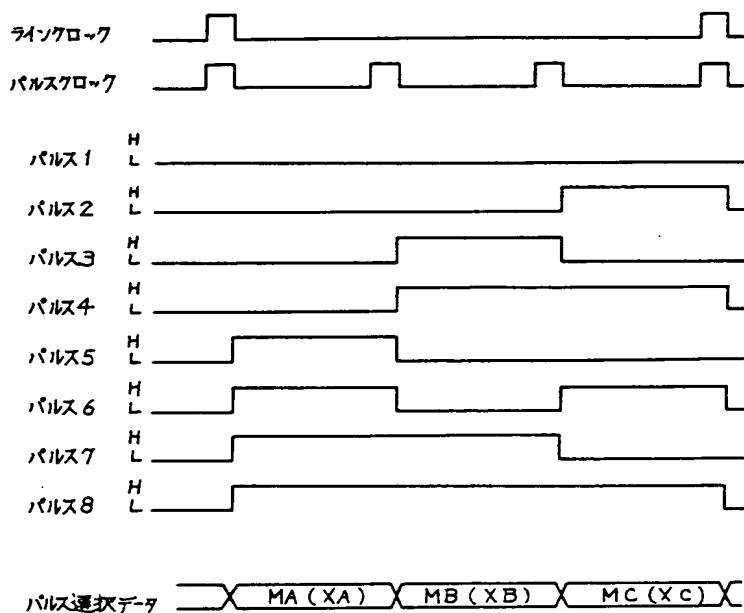 ラインクロック
パルスクロック
パルス1 H L
パルス2 H L
パルス3 H L
パルス4 H L
パルス5 H L
パルス6 H L
パルス7 H L
パルス8 H L
パルス選択データ MA(XA) MB(XB) MC(XC)